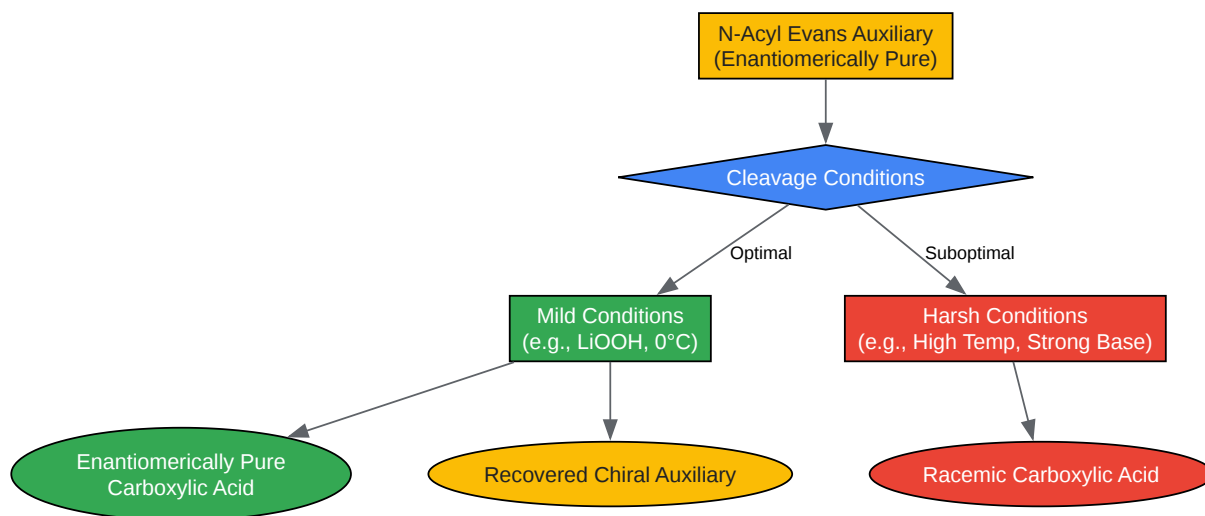 N-Acyl Evans Auxiliary
(Enantiomerically Pure)
Cleavage Conditions
Optimal
Suboptimal
Mild Conditions
(e.g., LiOOH, 0°C)
Harsh Conditions
(e.g., High Temp, Strong Base)
Enantiomerically Pure
Carboxylic Acid
Recovered Chiral Auxiliary
Racemic Carboxylic Acid